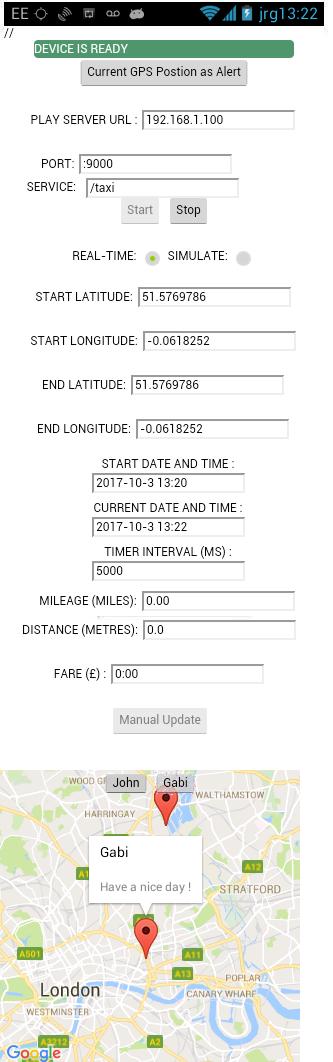 EE jrg13:22
//
DEVICE IS READY
Current GPS Postion as Alert
PLAY SERVER URL : 192.168.1.100
PORT: :9000
SERVICE: /taxi
Start Stop
REAL-TIME: SIMULATE:
START LATITUDE: 51.5769786
START LONGITUDE: -0.0618252
END LATITUDE: 51.5769786
END LONGITUDE: -0.0618252
START DATE AND TIME :
2017-10-3 13:20
CURRENT DATE AND TIME :
2017-10-3 13:22
TIMER INTERVAL (MS) :
5000
MILEAGE (MILES): 0.00
DISTANCE (METRES): 0.0
FARE (£) : 0:00
Manual Update
WOOD John Gabi
WALTHAMSTOW
HARRINGAY
Gabi
A12
Have a nice day !
STRATFORD
A501
A11
A13
POPLAR
London
CANARY WHARF
WESTMINSTER
A3212 A2
Google